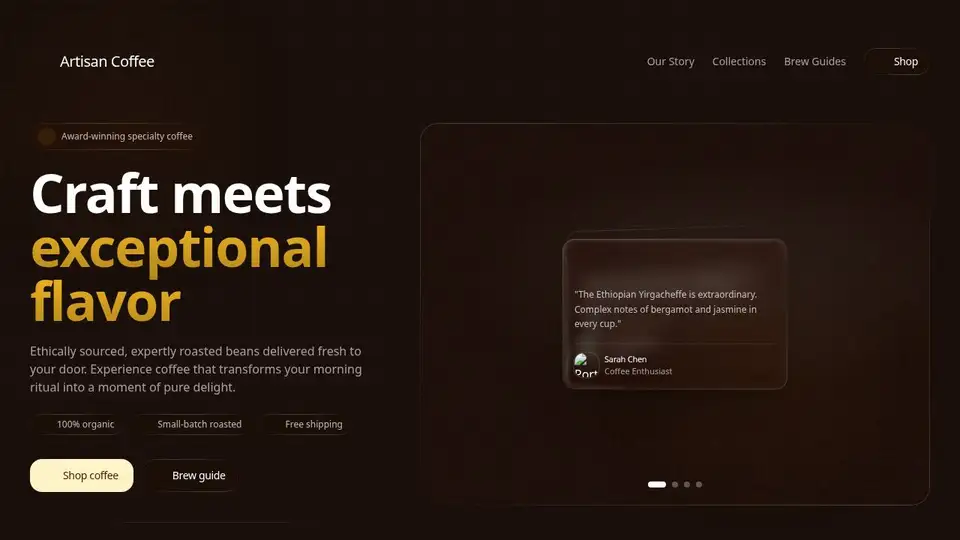 Artisan Coffee
Our Story
Collections
Brew Guides
Shop
Award-winning specialty coffee
Craft meets
exceptional
flavor
Ethically sourced, expertly roasted beans delivered fresh to
your door. Experience coffee that transforms your morning
ritual into a moment of pure delight.
100% organic
Small-batch roasted
Free shipping
Shop coffee
Brew guide
"The Ethiopian Yirgacheffe is extraordinary.
Complex notes of bergamot and jasmine in
every cup."
Sarah Chen
Coffee Enthusiast